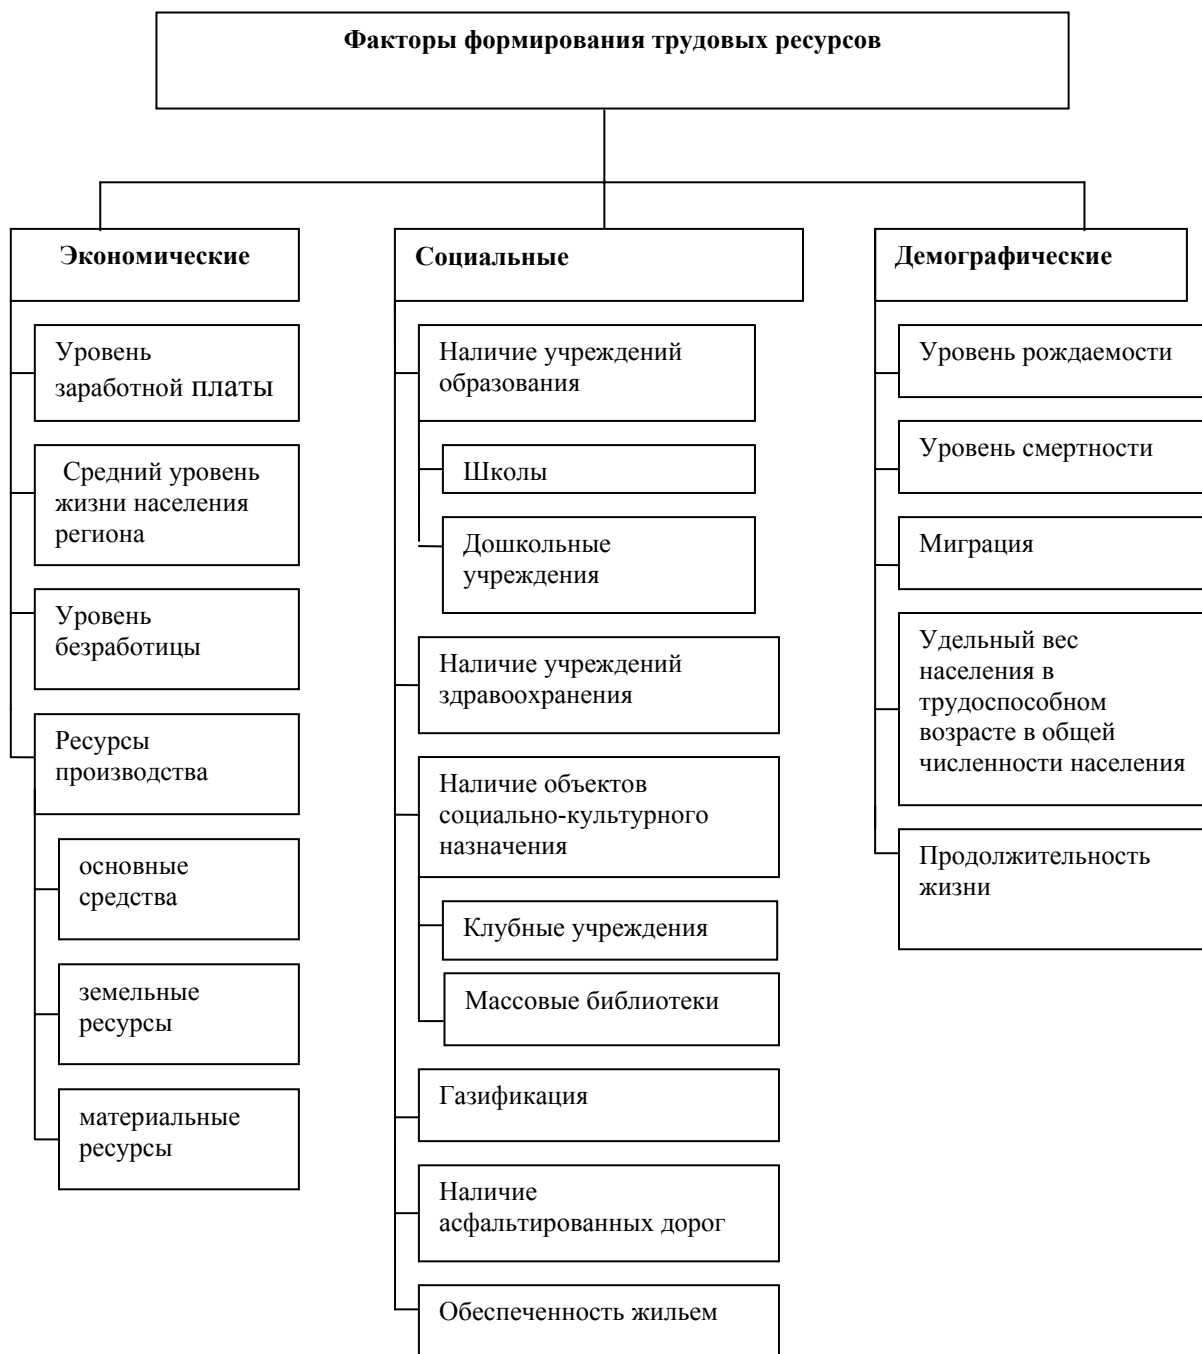 Факторы формирования трудовых ресурсов
Экономические
Уровень
заработной платы
Средний уровень
жизни населения
региона
Уровень
безработицы
Ресурсы
производства
основные
средства
земельные
ресурсы
материальные
ресурсы
Социальные
Наличие учреждений
образования
Школы
Дошкольные
учреждения
Наличие учреждений
здравоохранения
Наличие объектов
социально-культурного
назначения
Клубные учреждения
Массовые библиотеки
Газификация
Наличие
асфальтированных дорог
Обеспеченность жильем
Демографические
Уровень рождаемости
Уровень смертности
Миграция
Удельный вес
населения в
трудоспособном
возрасте в общей
численности населения
Продолжительность
жизни